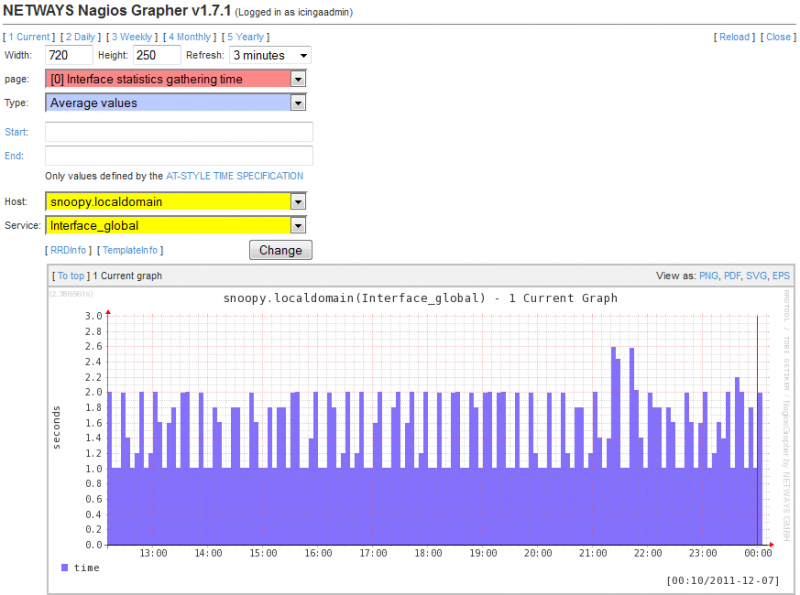 NETWAYS Nagios Grapher v1.7.1 (Logged in as icingaadmin)
[ 1 Current ] [ 2 Daily ] [ 3 Weekly ] [ 4 Monthly ] [ 5 Yearly ] [ Reload ] [ Close ]
Width: 720 Height: 250 Refresh: 3 minutes
page: [0] Interface statistics gathering time
Type: Average values
Start:
End:
Only values defined by the AT-STYLE TIME SPECIFICATION
Host: snoopy.localdomain
Service: Interface_global
[ RRDInfo ] [ TemplateInfo ] Change
[ To top ] 1 Current graph View as: PNG, PDF, SVG, EPS
snoopy.localdomain(Interface_global) - 1 Current Graph
3.0
2.8
2.6
2.4
2.2
2.0
1.8
1.6
1.4
1.2
1.0
0.8
0.6
0.4
0.2
0.0
seconds
13:00 14:00 15:00 16:00 17:00 18:00 19:00 20:00 21:00 22:00 23:00 00:00
time
[00:10/2011-12-07]
RRDTOOL / TOBI OETIKER
NagiosGrapher by NETWAYS GMBH